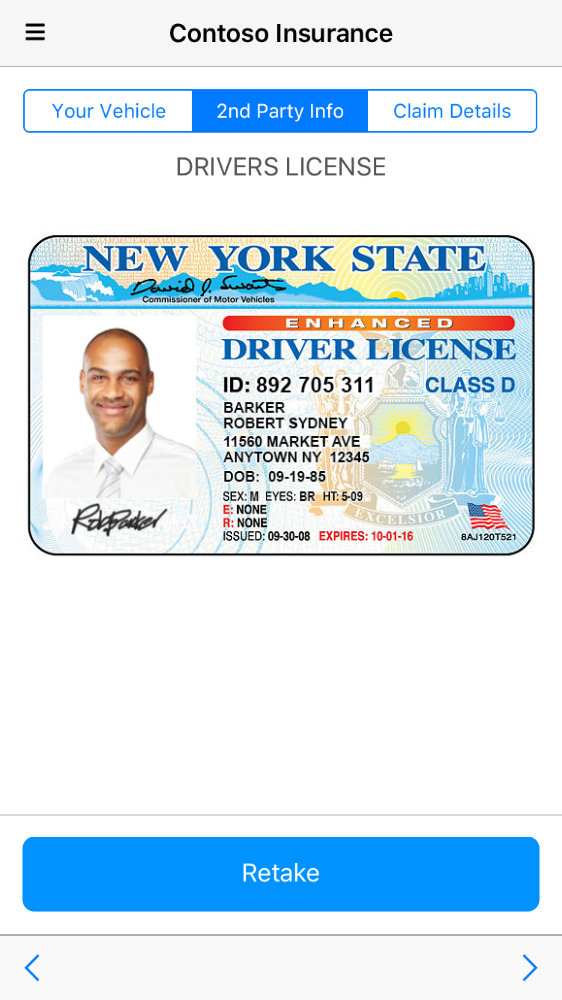 Contoso Insurance
Your Vehicle 2nd Party Info Claim Details
DRIVERS LICENSE
NEW YORK STATE
David J. Swarts
Commissioner of Motor Vehicles
ENHANCED
DRIVER LICENSE
ID: 892 705 311 CLASS D
BARKER
ROBERT SYDNEY
11560 MARKET AVE
ANYTOWN NY 12345
DOB: 09-19-85
SEX: M EYES: BR HT: 5-09
E: NONE
R: NONE
ISSUED: 09-30-08 EXPIRES: 10-01-16
EXCELSIOR
8AJ120T521
Rob Barker
Retake